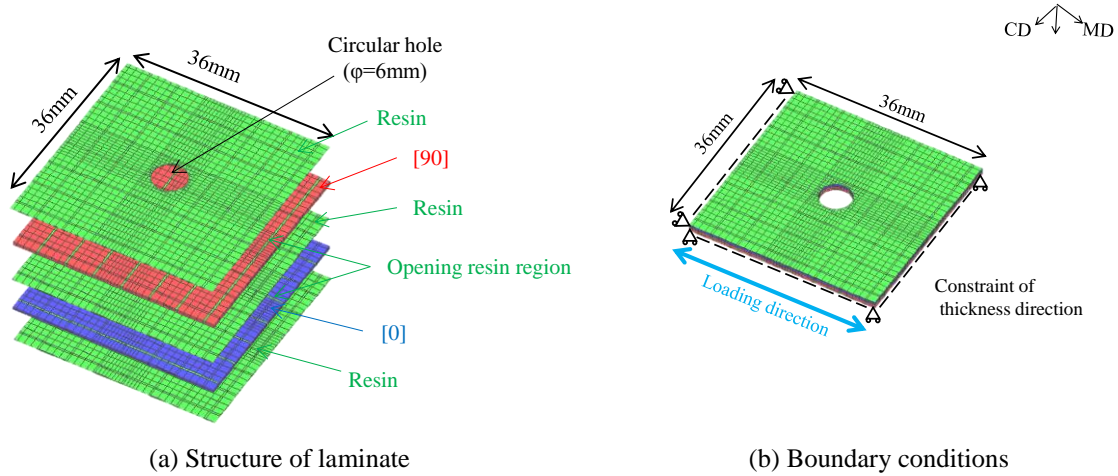 Circular hole
(φ=6mm)
36mm
36mm
Resin
[90]
Resin
Opening resin region
[0]
Resin
(a) Structure of laminate
CD
MD
36mm
36mm
Loading direction
Constraint of
thickness direction
(b) Boundary conditions